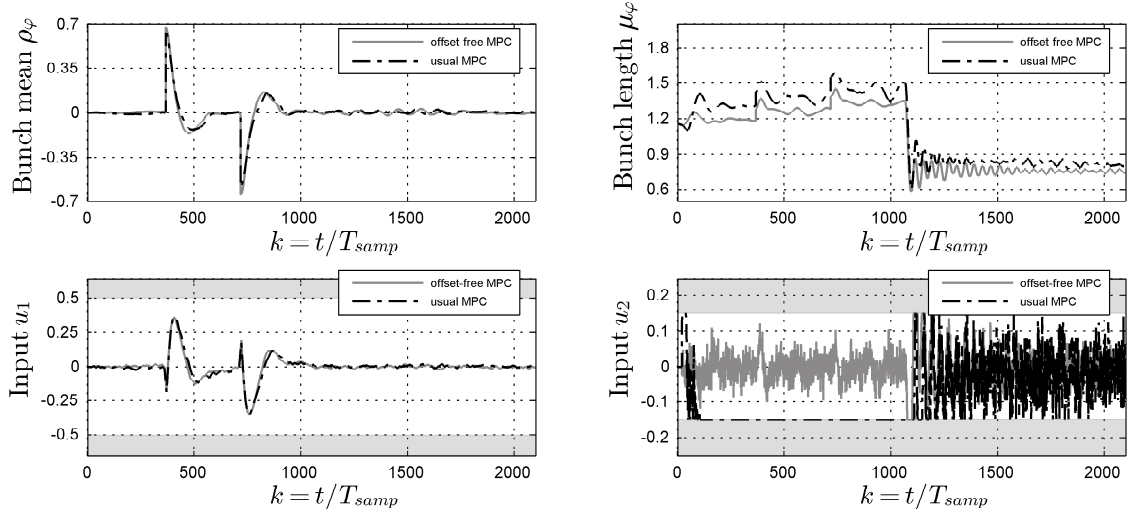 Bunch mean ρφ
0.7
0.35
0
-0.35
-0.7
offset free MPC
usual MPC
0 500 1000 1500 2000
k = t/Tsamp
Bunch length μφ
1.8
1.5
1.2
0.9
0.6
offset free MPC
usual MPC
0 500 1000 1500 2000
k = t/Tsamp
Input u1
0.5
0.25
0
-0.25
-0.5
offset-free MPC
usual MPC
0 500 1000 1500 2000
k = t/Tsamp
Input u2
0.2
0.1
0
-0.1
-0.2
offset-free MPC
usual MPC
0 500 1000 1500 2000
k = t/Tsamp